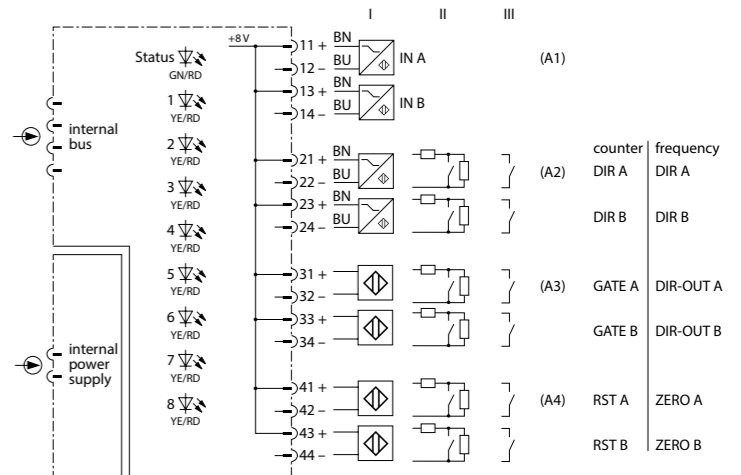 I II III
+8 V
Status
GN/RD
1
YE/RD
2
YE/RD
3
YE/RD
4
YE/RD
5
YE/RD
6
YE/RD
7
YE/RD
8
YE/RD
internal
bus
internal
power
supply
11 + BN
12 – BU
IN A
(A1)
13 + BN
14 – BU
IN B
counter frequency
21 + BN
22 – BU
(A2) DIR A DIR A
23 + BN
24 – BU
DIR B DIR B
31 +
32 –
(A3) GATE A DIR-OUT A
33 +
34 –
GATE B DIR-OUT B
41 +
42 –
(A4) RST A ZERO A
43 +
44 –
RST B ZERO B